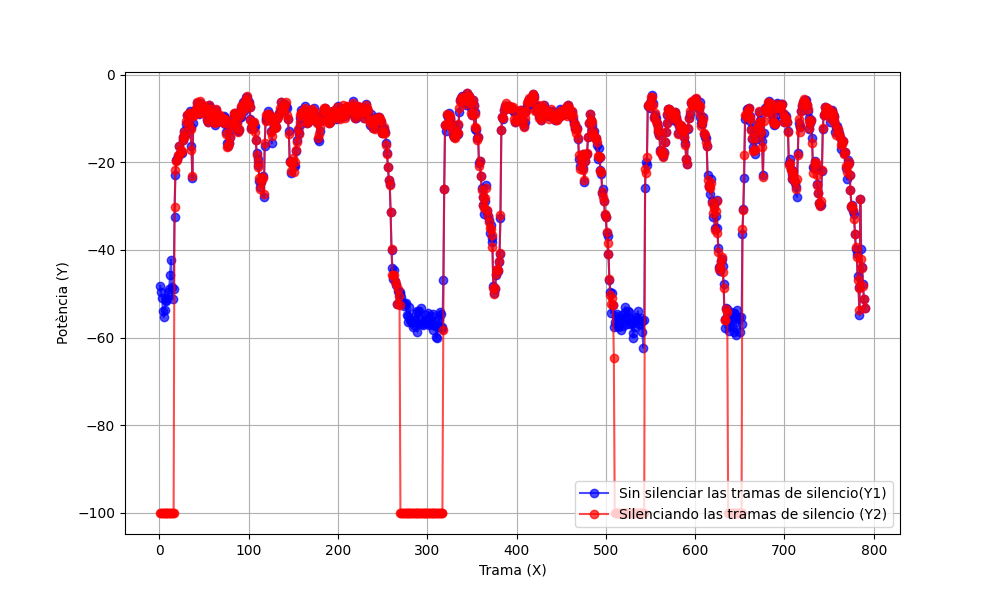 0
−20
−40
−60
−80
−100
0 100 200 300 400 500 600 700 800
Potència (Y)
Trama (X)
Sin silenciar las tramas de silencio(Y1)
Silenciando las tramas de silencio (Y2)